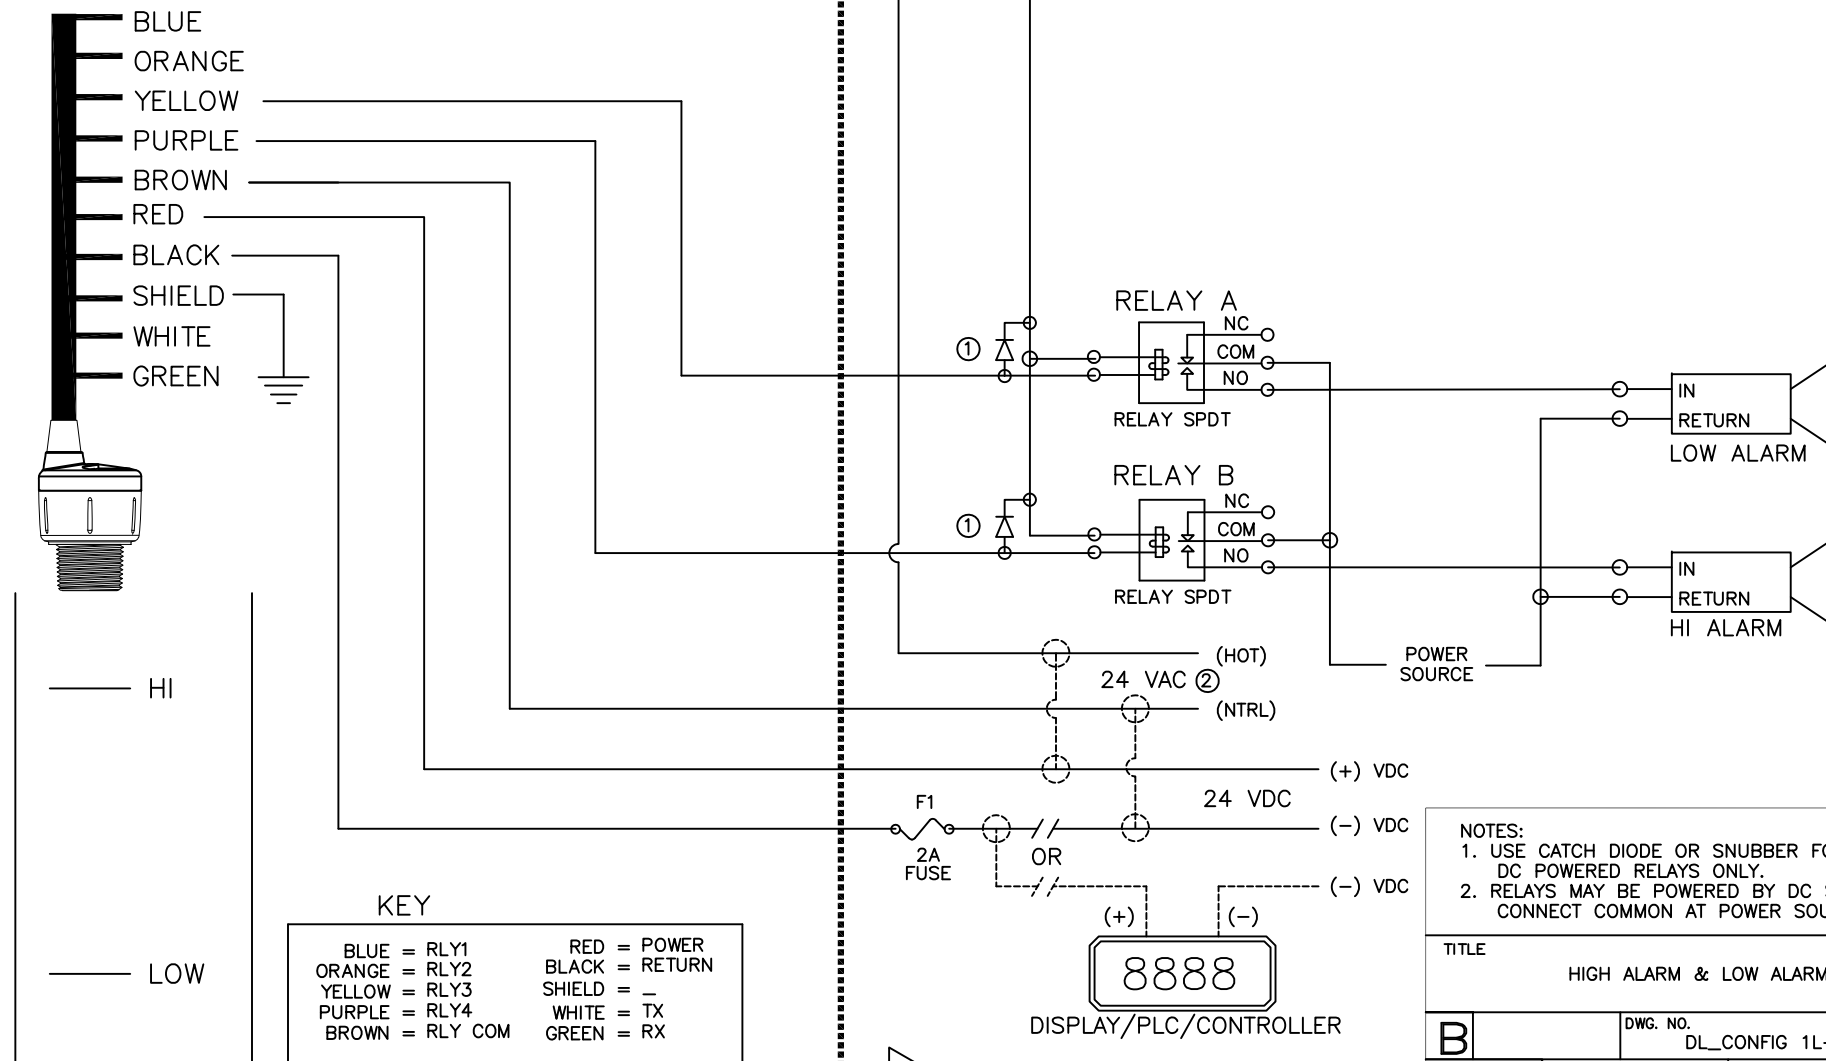 BLUE
ORANGE
YELLOW
PURPLE
BROWN
RED
BLACK
SHIELD
WHITE
GREEN
HI
LOW
KEY
BLUE = RLY1
ORANGE = RLY2
YELLOW = RLY3
PURPLE = RLY4
BROWN = RLY COM
RED = POWER
BLACK = RETURN
SHIELD = _
WHITE = TX
GREEN = RX
RELAY A
1
NC
COM
NO
RELAY SPDT
RELAY B
1
NC
COM
NO
RELAY SPDT
IN
RETURN
LOW ALARM
IN
RETURN
HI ALARM
POWER
SOURCE
(HOT)
24 VAC 2
(NTRL)
(+) VDC
24 VDC
F1
2A
FUSE
OR
(-) VDC
(-) VDC
(+)
(-)
8888
DISPLAY/PLC/CONTROLLER
NOTES:
1. USE CATCH DIODE OR SNUBBER
DC POWERED RELAYS ONLY.
2. RELAYS MAY BE POWERED BY DC
CONNECT COMMON AT POWER
TITLE
HIGH ALARM & LOW ALARM
B
DWG. NO.
DL_CONFIG 1L-